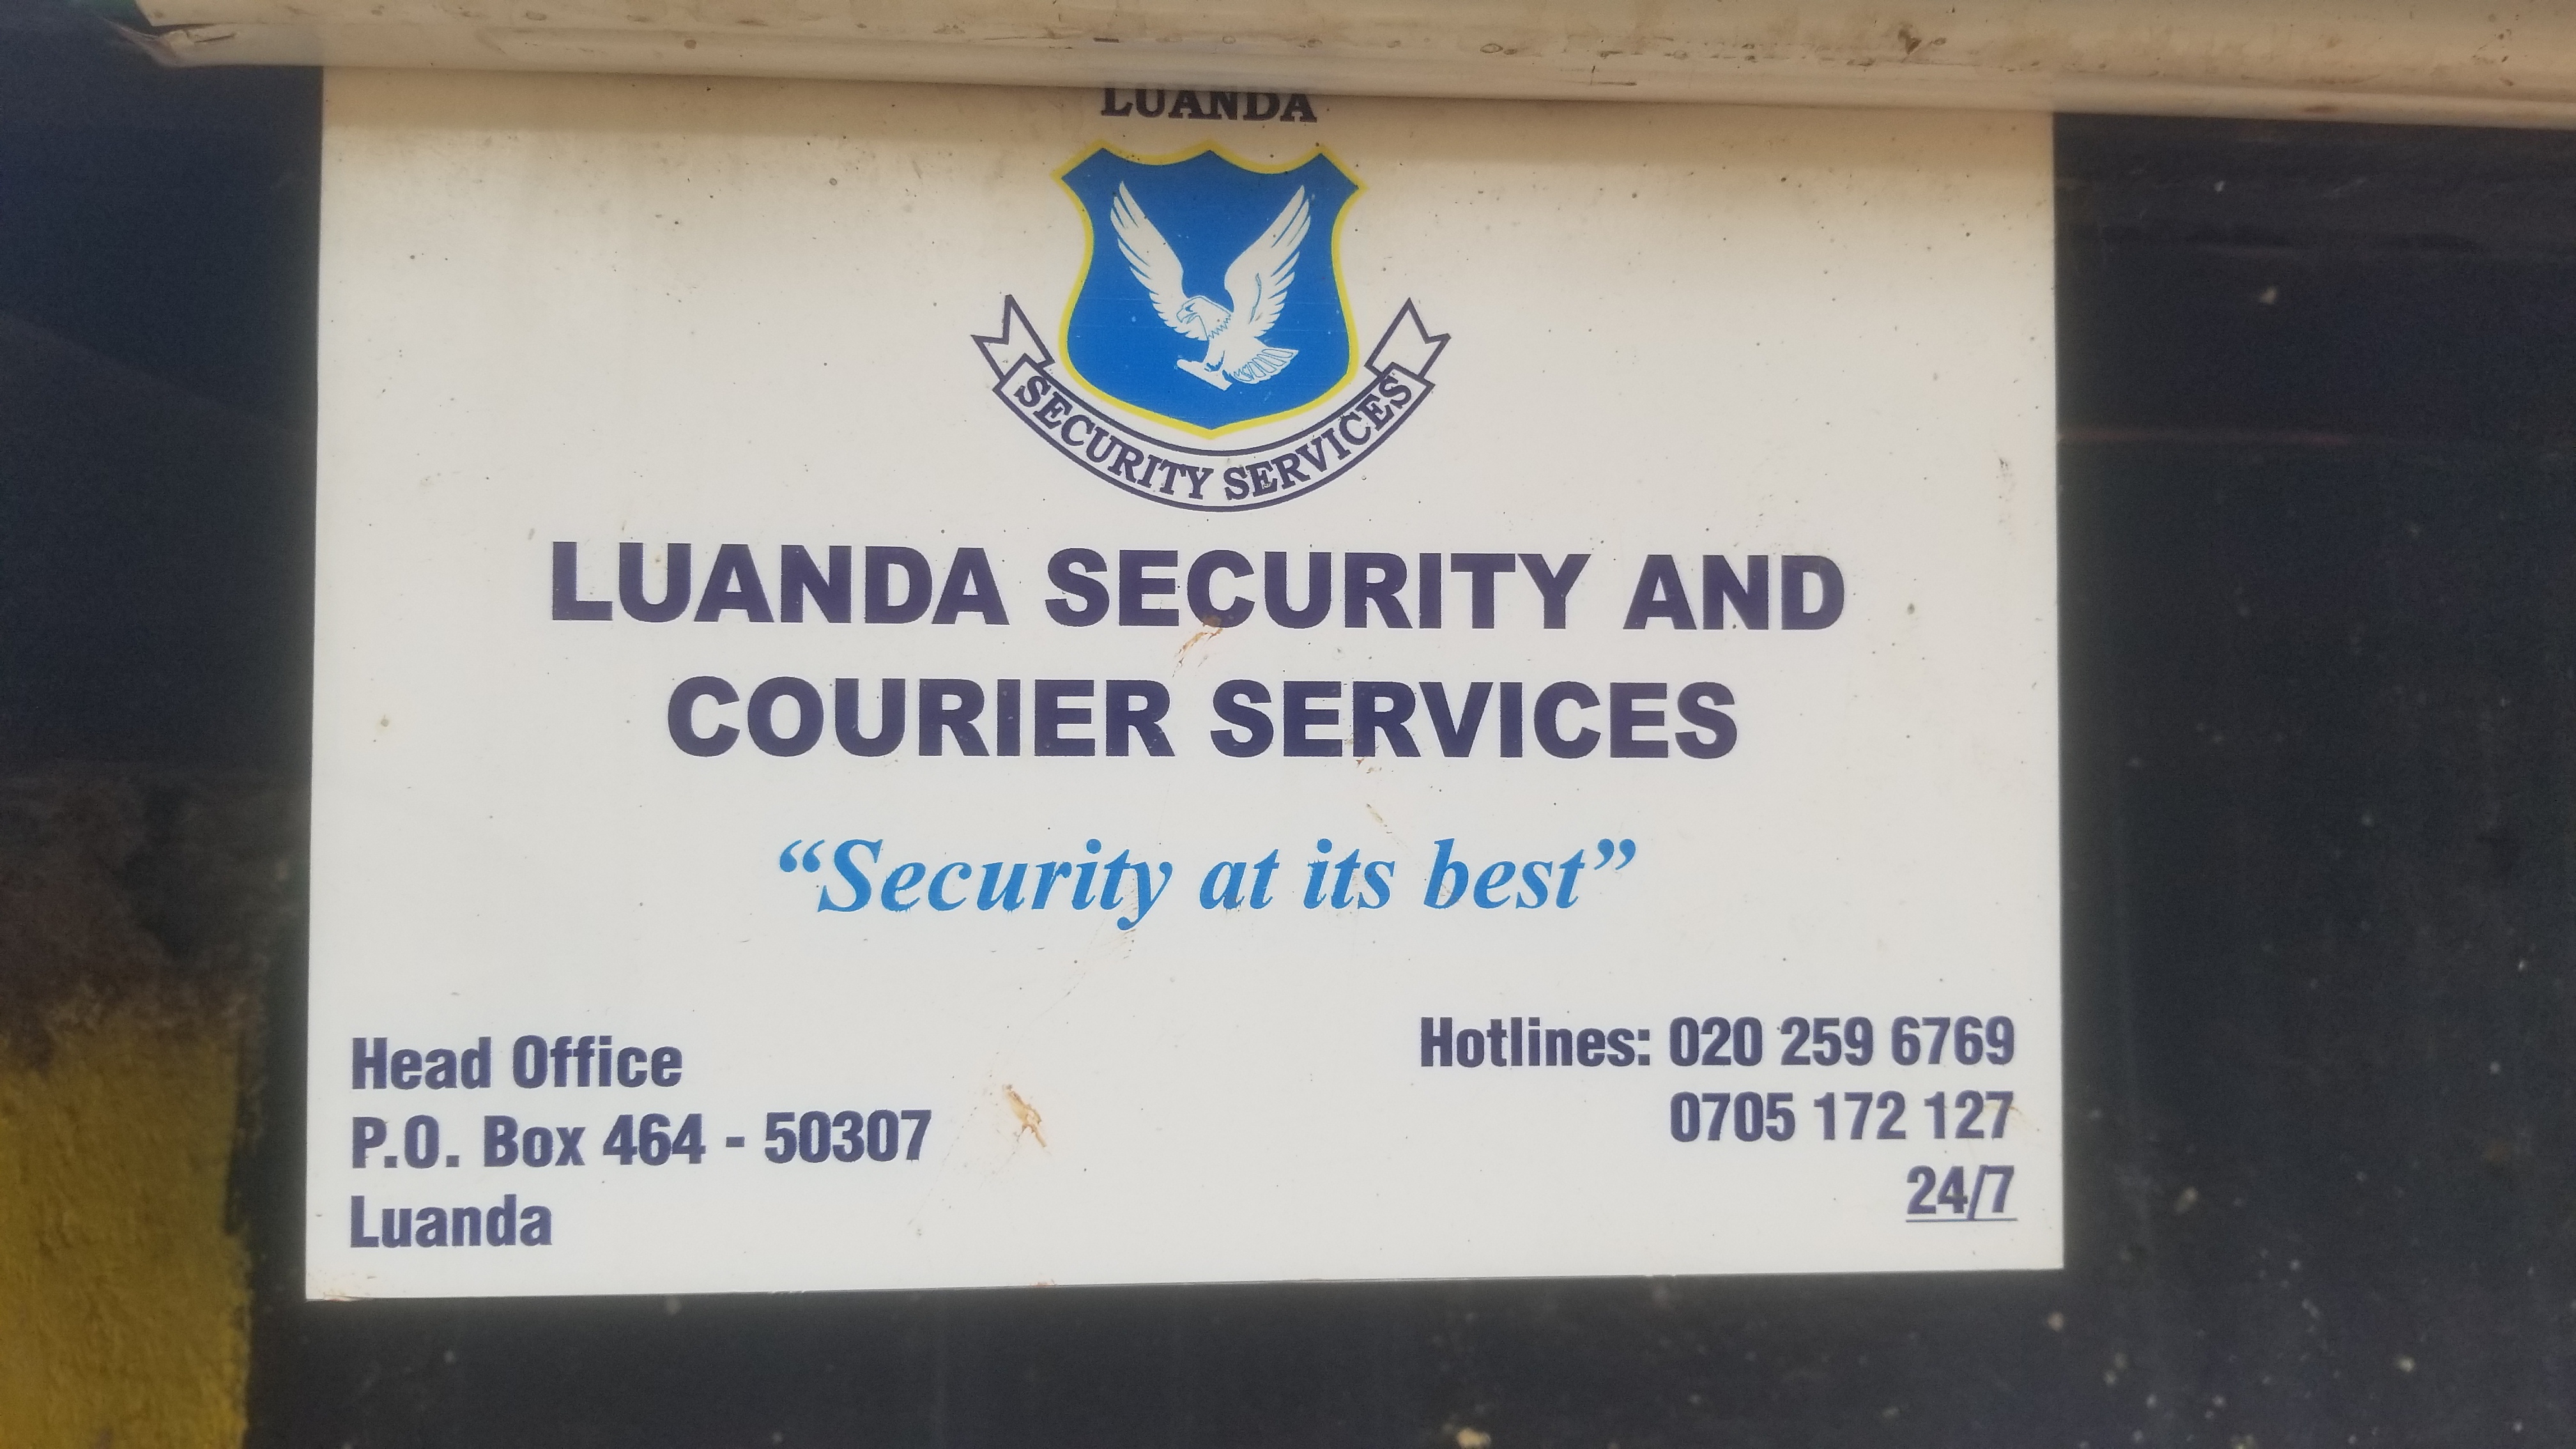 LUANDA
SECURITY SERVICES
LUANDA SECURITY AND
COURIER SERVICES
“Security at its best”
Head Office
P.O. Box 464 - 50307
Luanda
Hotlines: 020 259 6769
0705 172 127
24/7